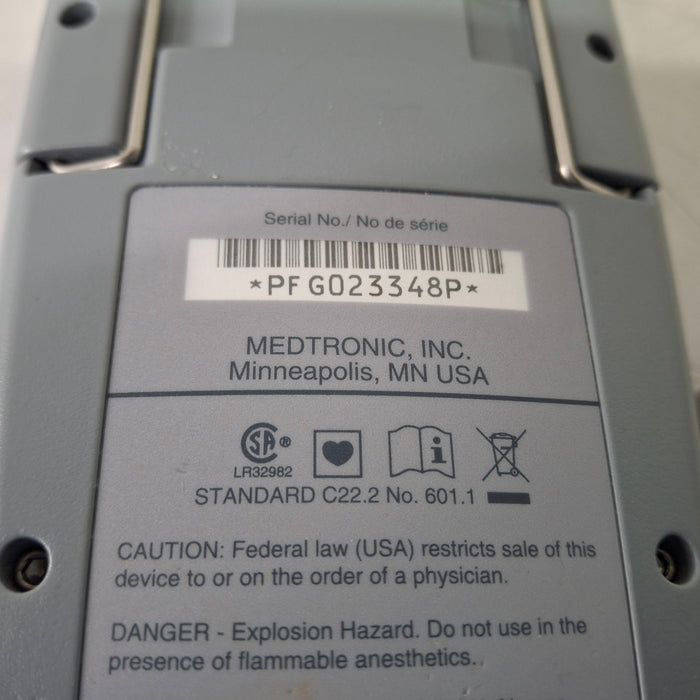 Serial No./ No de série
*PFG023348P*
MEDTRONIC, INC.
Minneapolis, MN USA
SA ®
LR32982
i
STANDARD C22.2 No. 601.1
CAUTION: Federal law (USA) restricts sale of this
device to or on the order of a physician.
DANGER - Explosion Hazard. Do not use in the
presence of flammable anesthetics.